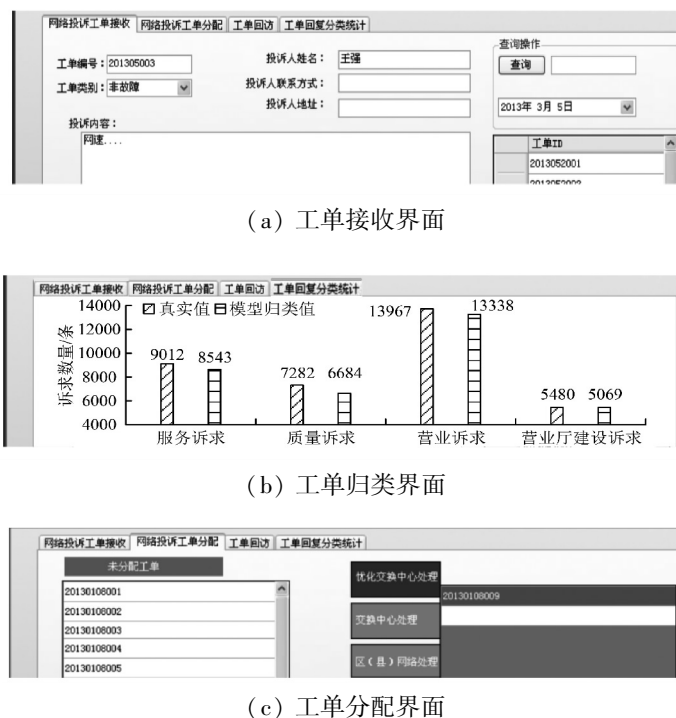 网络投诉工单接收 网络投诉工单分配 工单回访 工单回复分类统计
工单编号：201305003 投诉人姓名：王强
工单类别：非故障 投诉人联系方式：
投诉人地址：
投诉内容：
网速....
查询操作
查询
2013年 3月 5日
工单ID
2013052001
2013052002
(a) 工单接收界面
网络投诉工单接收 网络投诉工单分配 工单回访 工单回复分类统计
诉求数量/条
14000
12000
10000
8000
6000
4000
真实值 模型归类值
9012 8543 7282 6684 13967 13338 5480 5069
服务诉求 质量诉求 营业诉求 营业厅建设诉求
(b) 工单归类界面
网络投诉工单接收 网络投诉工单分配 工单回访 工单回复分类统计
未分配工单
20130108001
20130108002
20130108003
20130108004
20130108005
优化交换中心处理
交换中心处理
区(县)网络处理
20130108009
(c) 工单分配界面